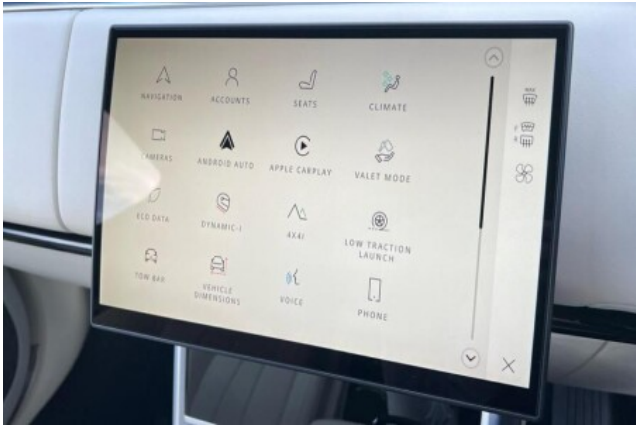 NAVIGATION
ACCOUNTS
SEATS
CLIMATE
CAMERAS
ANDROID AUTO
APPLE CARPLAY
VALET MODE
ECO DATA
DYNAMIC-I
4X4I
LOW TRACTION
LAUNCH
TOW BAR
VEHICLE
DIMENSIONS
VOICE
PHONE